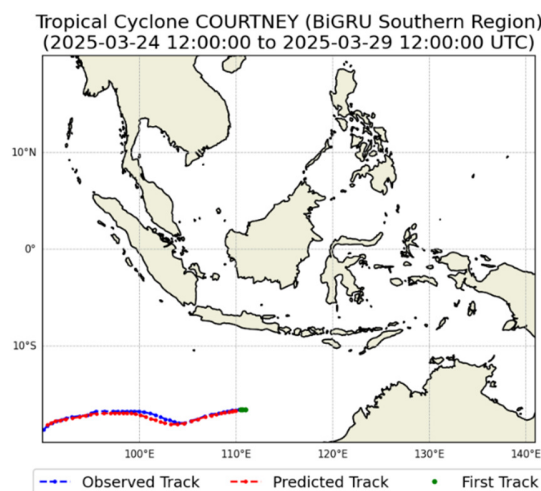 Tropical Cyclone COURTNEY (BiGRU Southern Region)
(2025-03-24 12:00:00 to 2025-03-29 12:00:00 UTC)
10°N
0°
10°S
100°E 110°E 120°E 130°E 140°E
Observed Track Predicted Track First Track